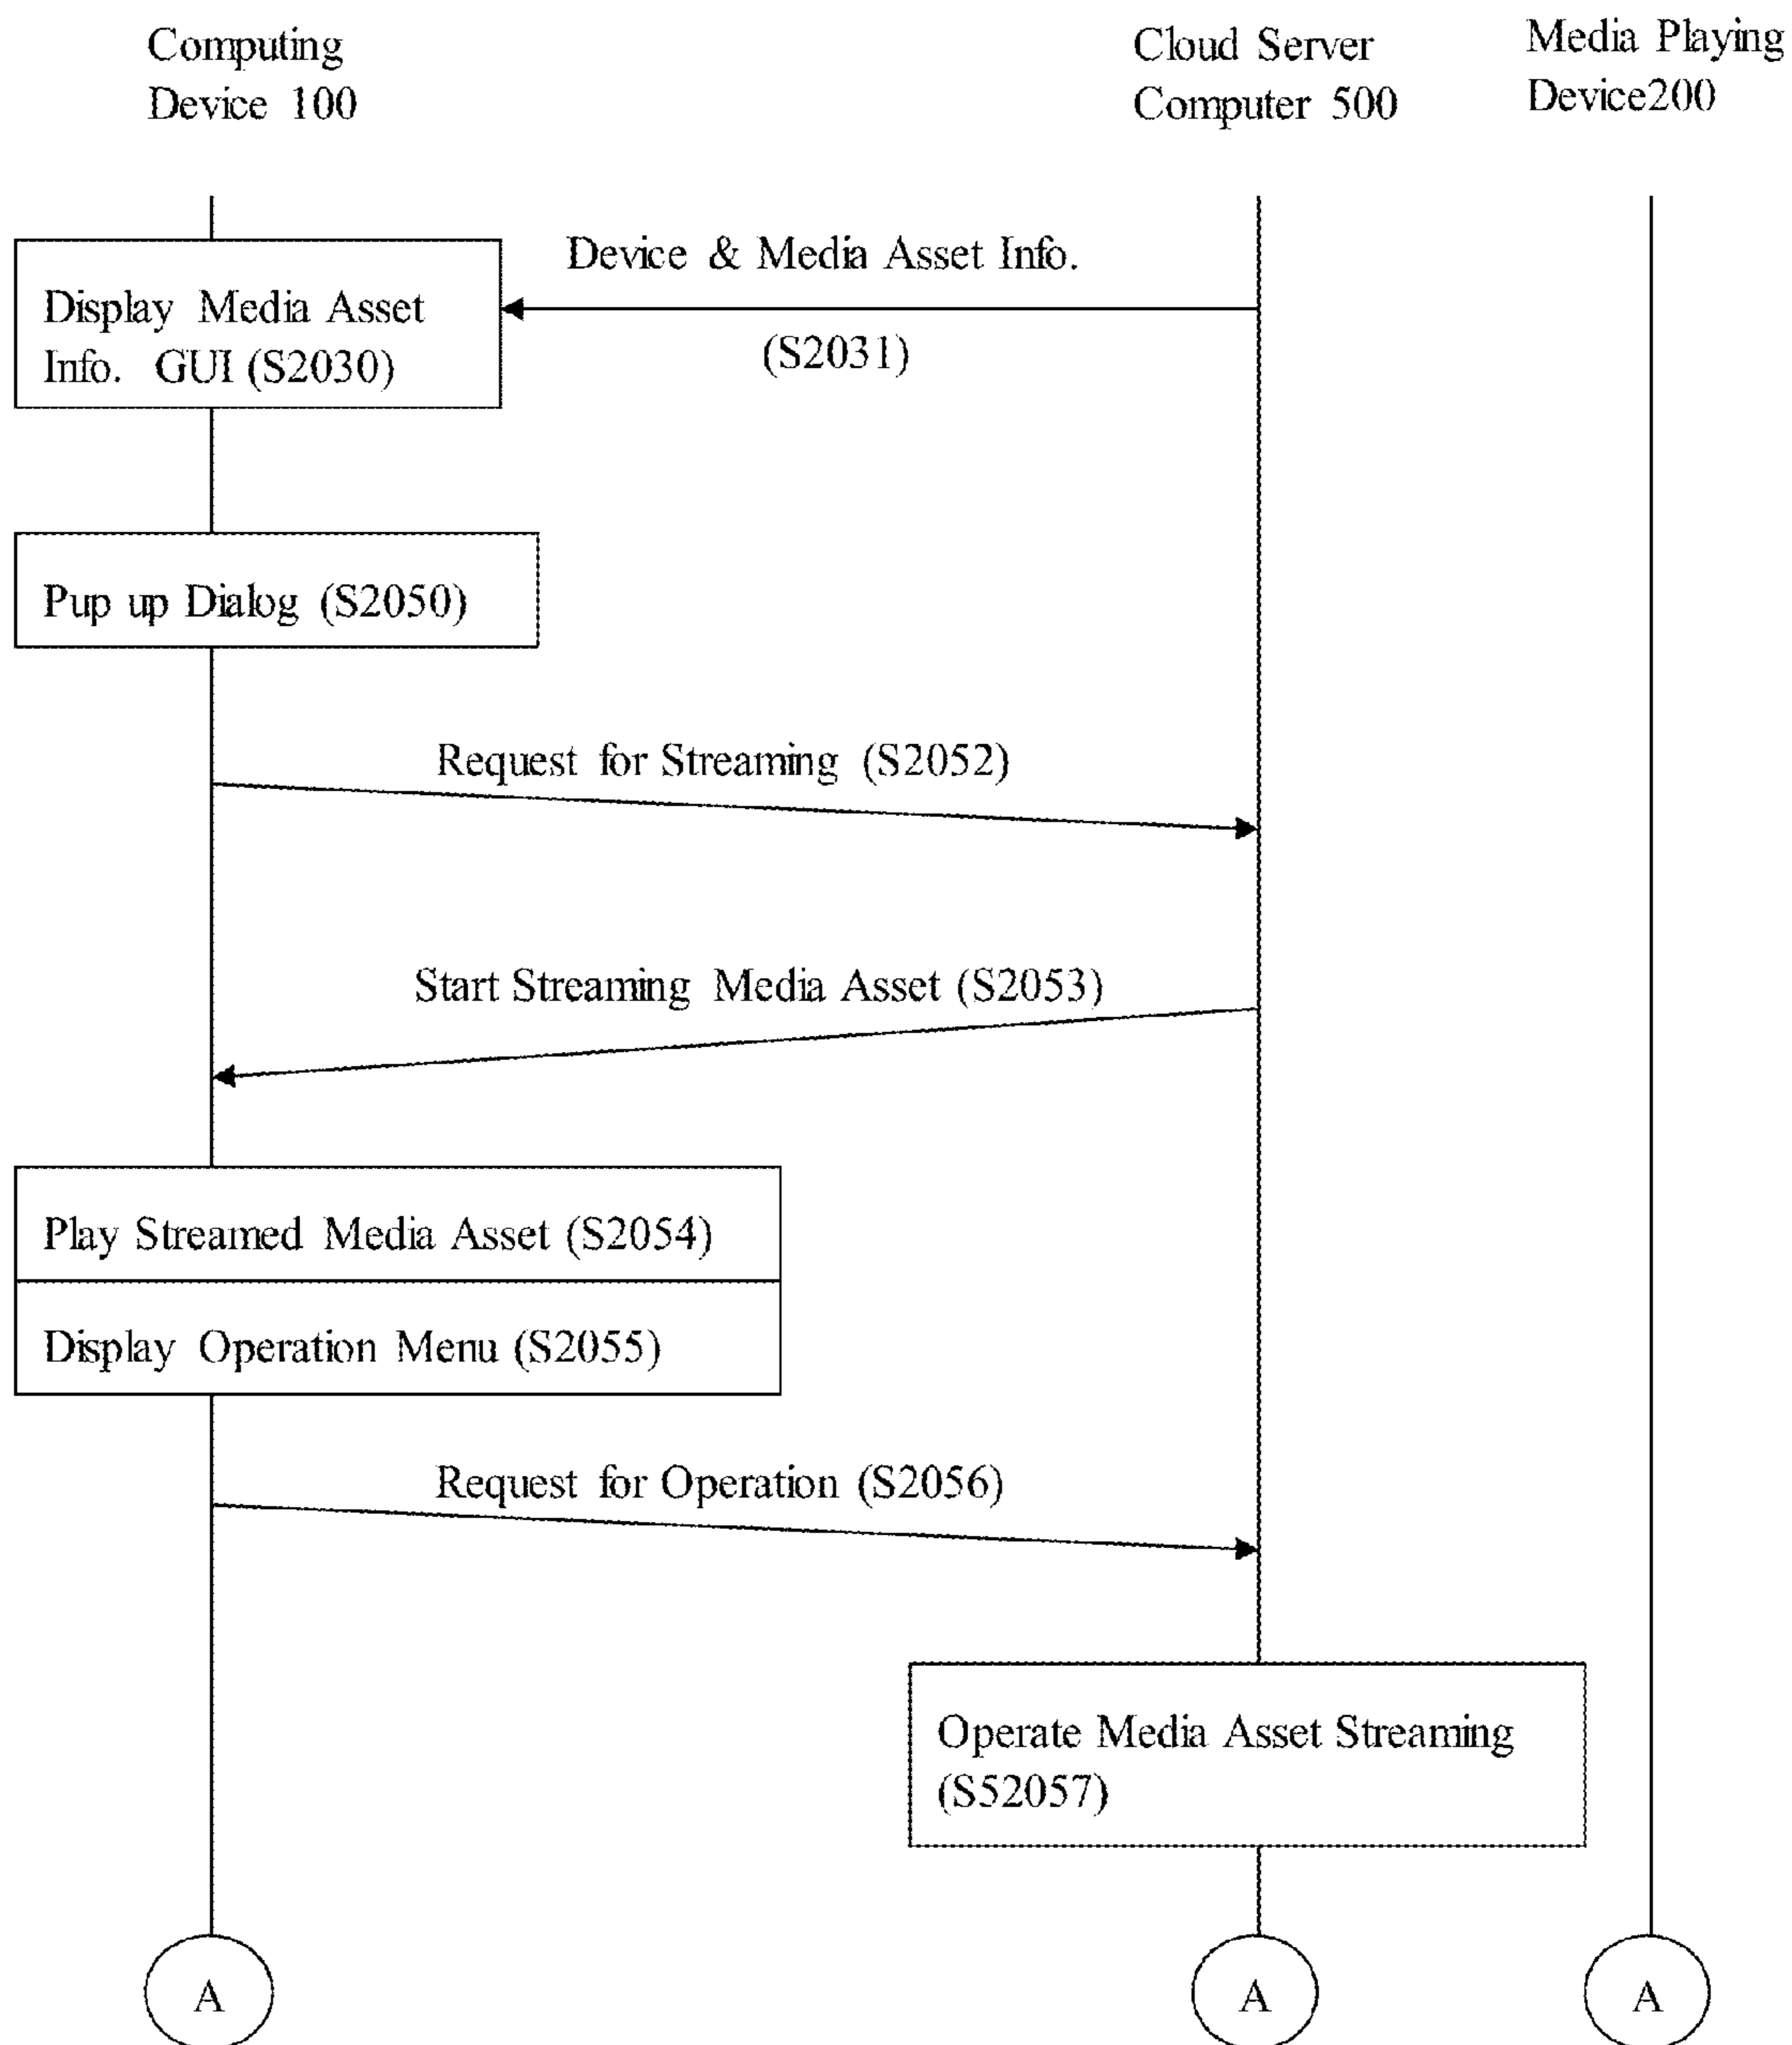 Computing
Device 100
Cloud Server
Computer 500
Media Playing
Device200
Device & Media Asset Info.
(S2031)
Display Media Asset
Info. GUI (S2030)
Pup up Dialog (S2050)
Request for Streaming (S2052)
Start Streaming Media Asset (S2053)
Play Streamed Media Asset (S2054)
Display Operation Menu (S2055)
Request for Operation (S2056)
Operate Media Asset Streaming
(S52057)
A
A
A